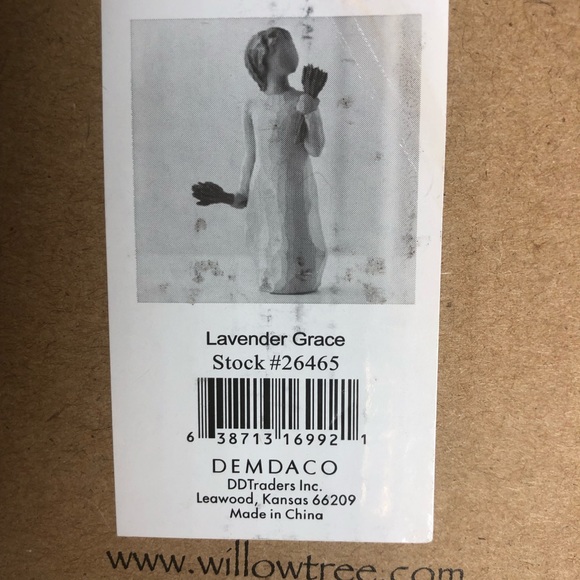 Lavender Grace
Stock #26465
6 38713 16992 1
DEMDACO
DDTraders Inc.
Leawood, Kansas 66209
Made in China
www.willowtree.com